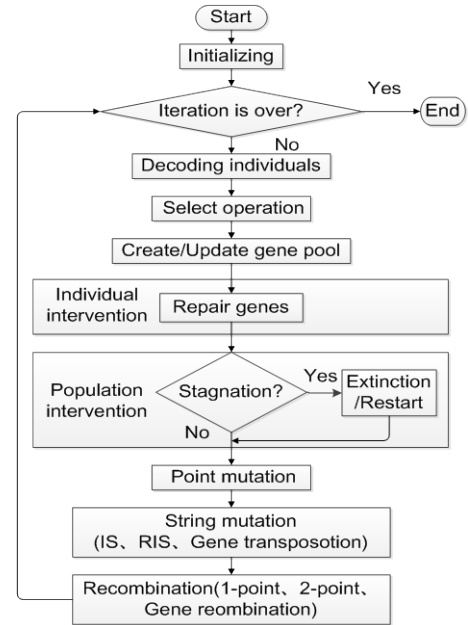 Start
Initializing
Iteration is over?
Yes
End
No
Decoding individuals
Select operation
Create/Update gene pool
Individual
intervention
Repair genes
Population
intervention
Stagnation?
Yes
Extinction
/Restart
No
Point mutation
String mutation
(IS、RIS、Gene transposotion)
Recombination(1-point、2-point、
Gene reombination)